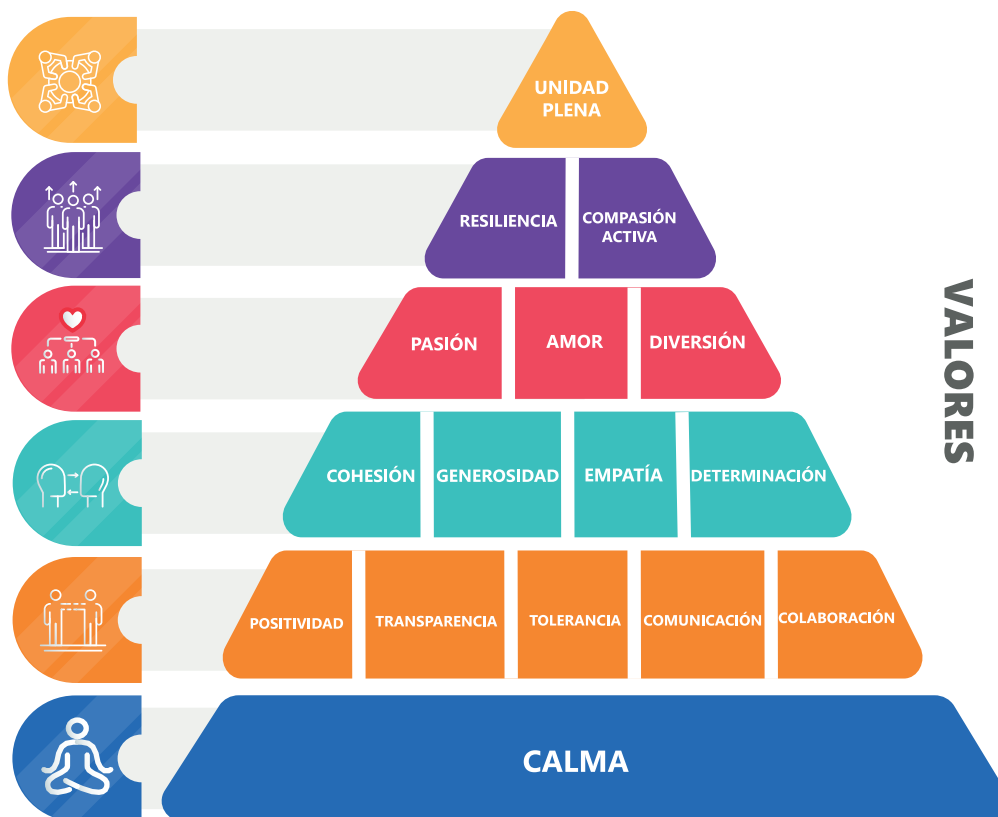 UNIDAD
PLENA
RESILIENCIA
COMPASIÓN
ACTIVA
PASIÓN
AMOR
DIVERSIÓN
VALORES
COHESIÓN
GENEROSIDAD
EMPATÍA
DETERMINACIÓN
POSITIVIDAD
TRANSPARENCIA
TOLERANCIA
COMUNICACIÓN
COLABORACIÓN
CALMA